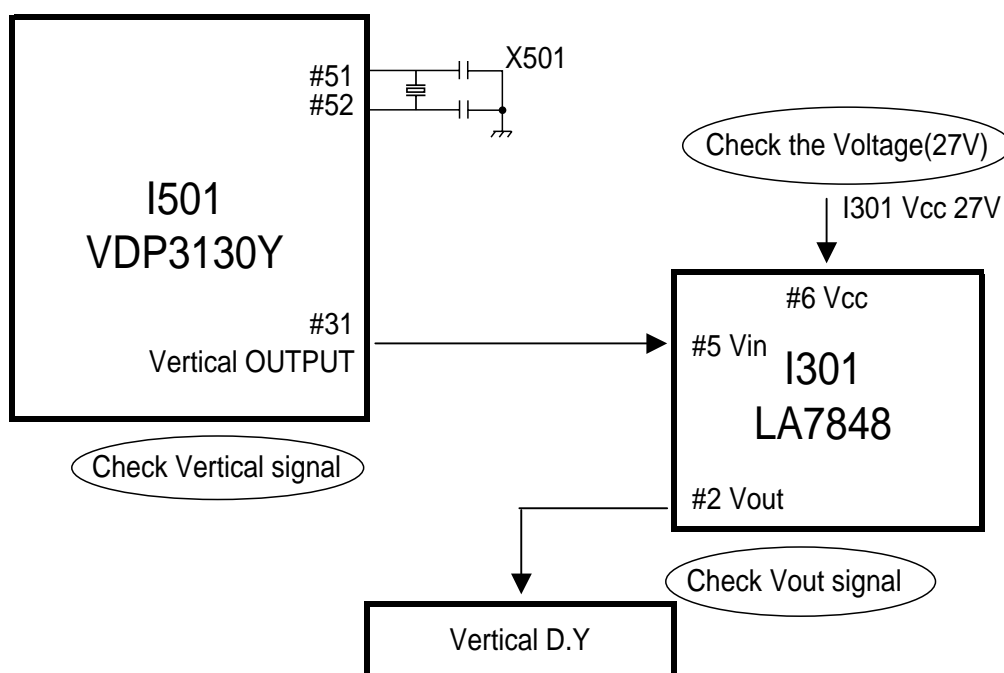 #51
X501
#52
I501
VDP3130Y
#31
Vertical OUTPUT
Check Vertical signal
Check the Voltage(27V)
I301 Vcc 27V
#6 Vcc
#5 Vin
I301
LA7848
#2 Vout
Check Vout signal
Vertical D.Y